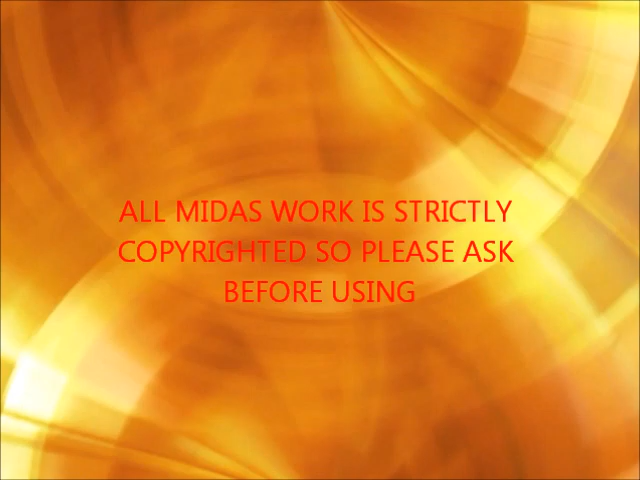 ALL MIDAS WORK IS STRICTLY
COPYRIGHTED SO PLEASE ASK
BEFORE USING